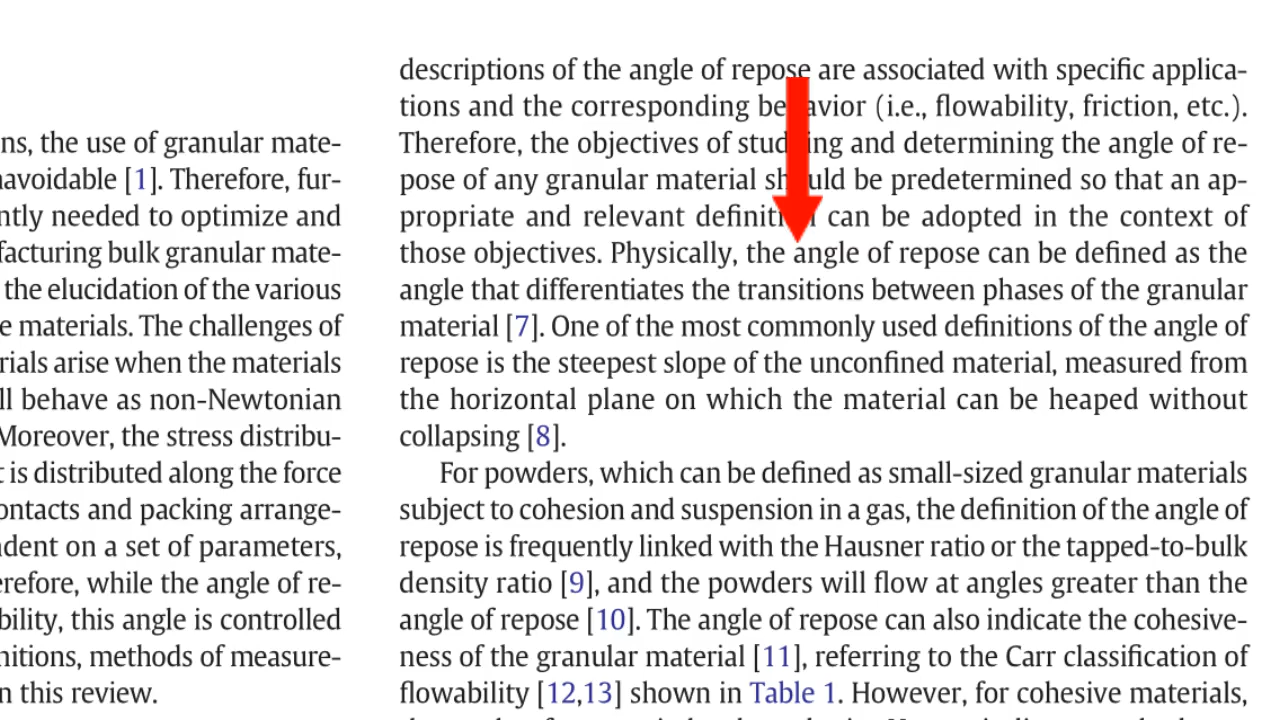 ns, the use of granular mate-
navoidable [1]. Therefore, fur-
ntly needed to optimize and
facturing bulk granular mate-
the elucidation of the various
e materials. The challenges of
rials arise when the materials
ll behave as non-Newtonian
Moreover, the stress distribu-
t is distributed along the force
ontacts and packing arrange-
ndent on a set of parameters,
erefore, while the angle of re-
bility, this angle is controlled
nitions, methods of measure-
n this review.
descriptions of the angle of repose are associated with specific applica-
tions and the corresponding behavior (i.e., flowability, friction, etc.).
Therefore, the objectives of studying and determining the angle of re-
pose of any granular material should be predetermined so that an ap-
propriate and relevant definition can be adopted in the context of
those objectives. Physically, the angle of repose can be defined as the
angle that differentiates the transitions between phases of the granular
material [7]. One of the most commonly used definitions of the angle of
repose is the steepest slope of the unconfined material, measured from
the horizontal plane on which the material can be heaped without
collapsing [8].
For powders, which can be defined as small-sized granular materials
subject to cohesion and suspension in a gas, the definition of the angle of
repose is frequently linked with the Hausner ratio or the tapped-to-bulk
density ratio [9], and the powders will flow at angles greater than the
angle of repose [10]. The angle of repose can also indicate the cohesive-
ness of the granular material [11], referring to the Carr classification of
flowability [12,13] shown in Table 1. However, for cohesive materials,